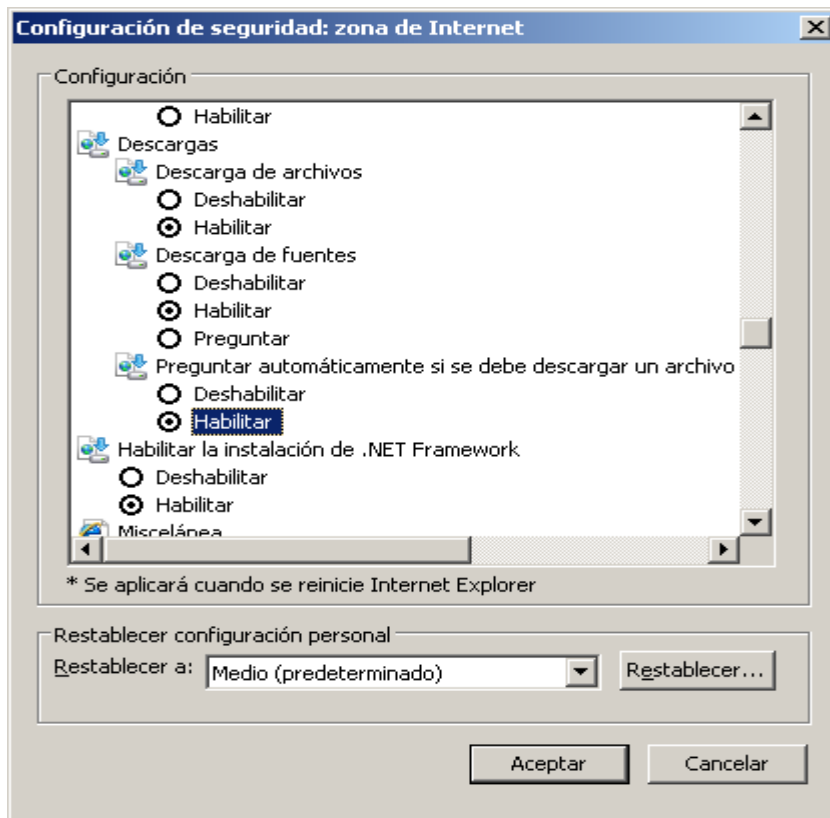 Configuración de seguridad: zona de Internet
Configuración
Habilitar
Descargas
Descarga de archivos
Deshabilitar
Habilitar
Descarga de fuentes
Deshabilitar
Habilitar
Preguntar
Preguntar automáticamente si se debe descargar un archivo
Deshabilitar
Habilitar
Habilitar la instalación de .NET Framework
Deshabilitar
Habilitar
Miscelánea
* Se aplicará cuando se reinicie Internet Explorer
Restablecer configuración personal
Restablecer a: Medio (predeterminado) Restablecer...
Aceptar Cancelar